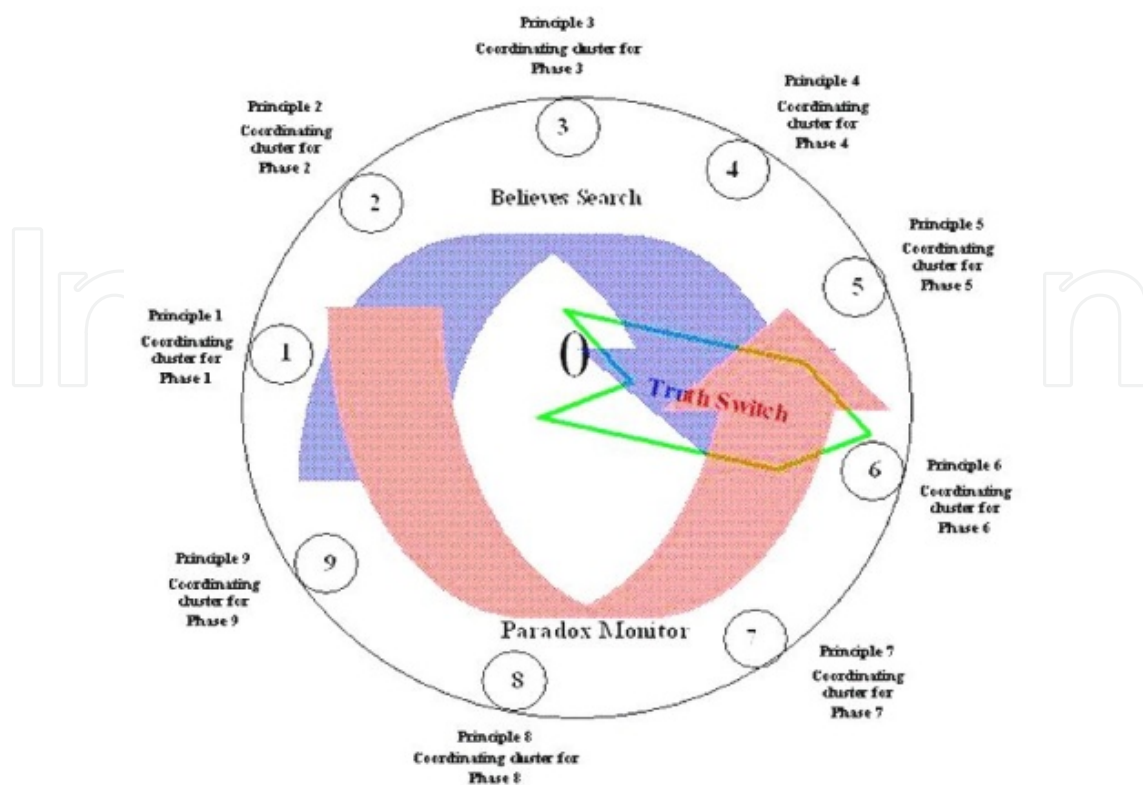 Principle 3
Coordinating cluster for
Phase 3
Principle 4
Coordinating
cluster for
Phase 4
Principle 2
Coordinating
cluster for
Phase 2
3
4
2
Believes Search
Principle 5
Coordinating
cluster for
Phase 5
5
Principle 1
Coordinating
cluster for
Phase 1
1
0
Truth Switch
6
Principle 6
Coordinating
cluster for
Phase 6
Principle 9
Coordinating
cluster for
Phase 9
9
Paradox Monitor
7
Principle 7
Coordinating
cluster for
Phase 7
8
Principle 8
Coordinating cluster for
Phase 8